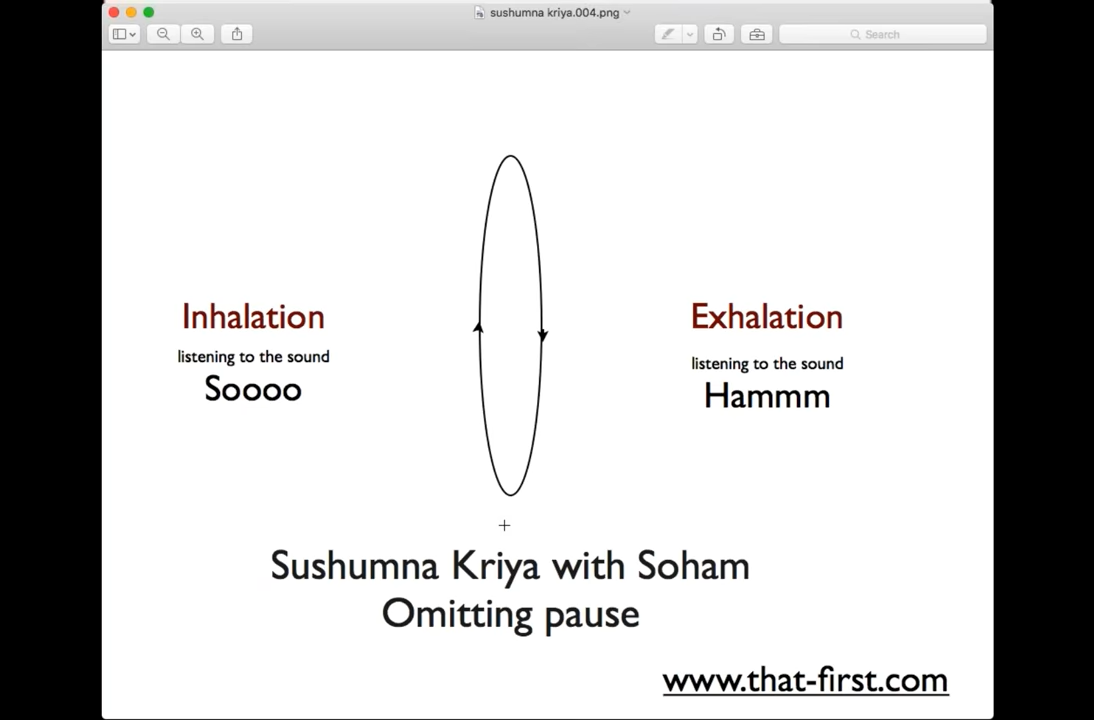 sushumna kriya.004.png
Search
Inhalation
listening to the sound
Soooo
Exhalation
listening to the sound
Hammm
Sushumna Kriya with Soham
Omitting pause
www.that-first.com